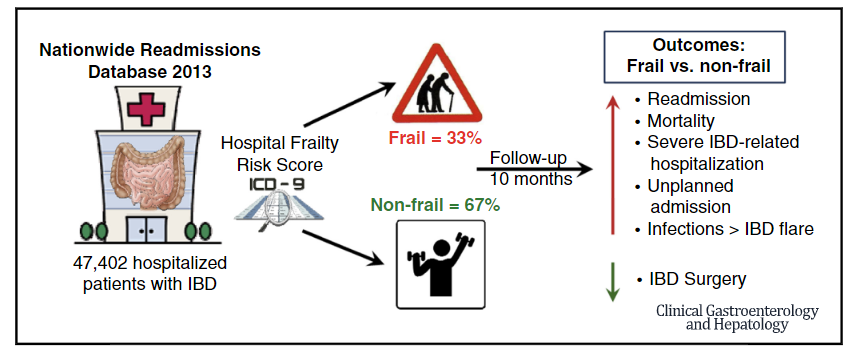 Nationwide Readmissions
Database 2013
47,402 hospitalized
patients with IBD
Hospital Frailty
Risk Score
ICD-9
Frail = 33%
Non-frail = 67%
Follow-up
10 months
Outcomes:
Frail vs. non-frail
• Readmission
• Mortality
• Severe IBD-related
hospitalization
• Unplanned
admission
• Infections > IBD flare
• IBD Surgery
Clinical Gastroenterology
and Hepatology